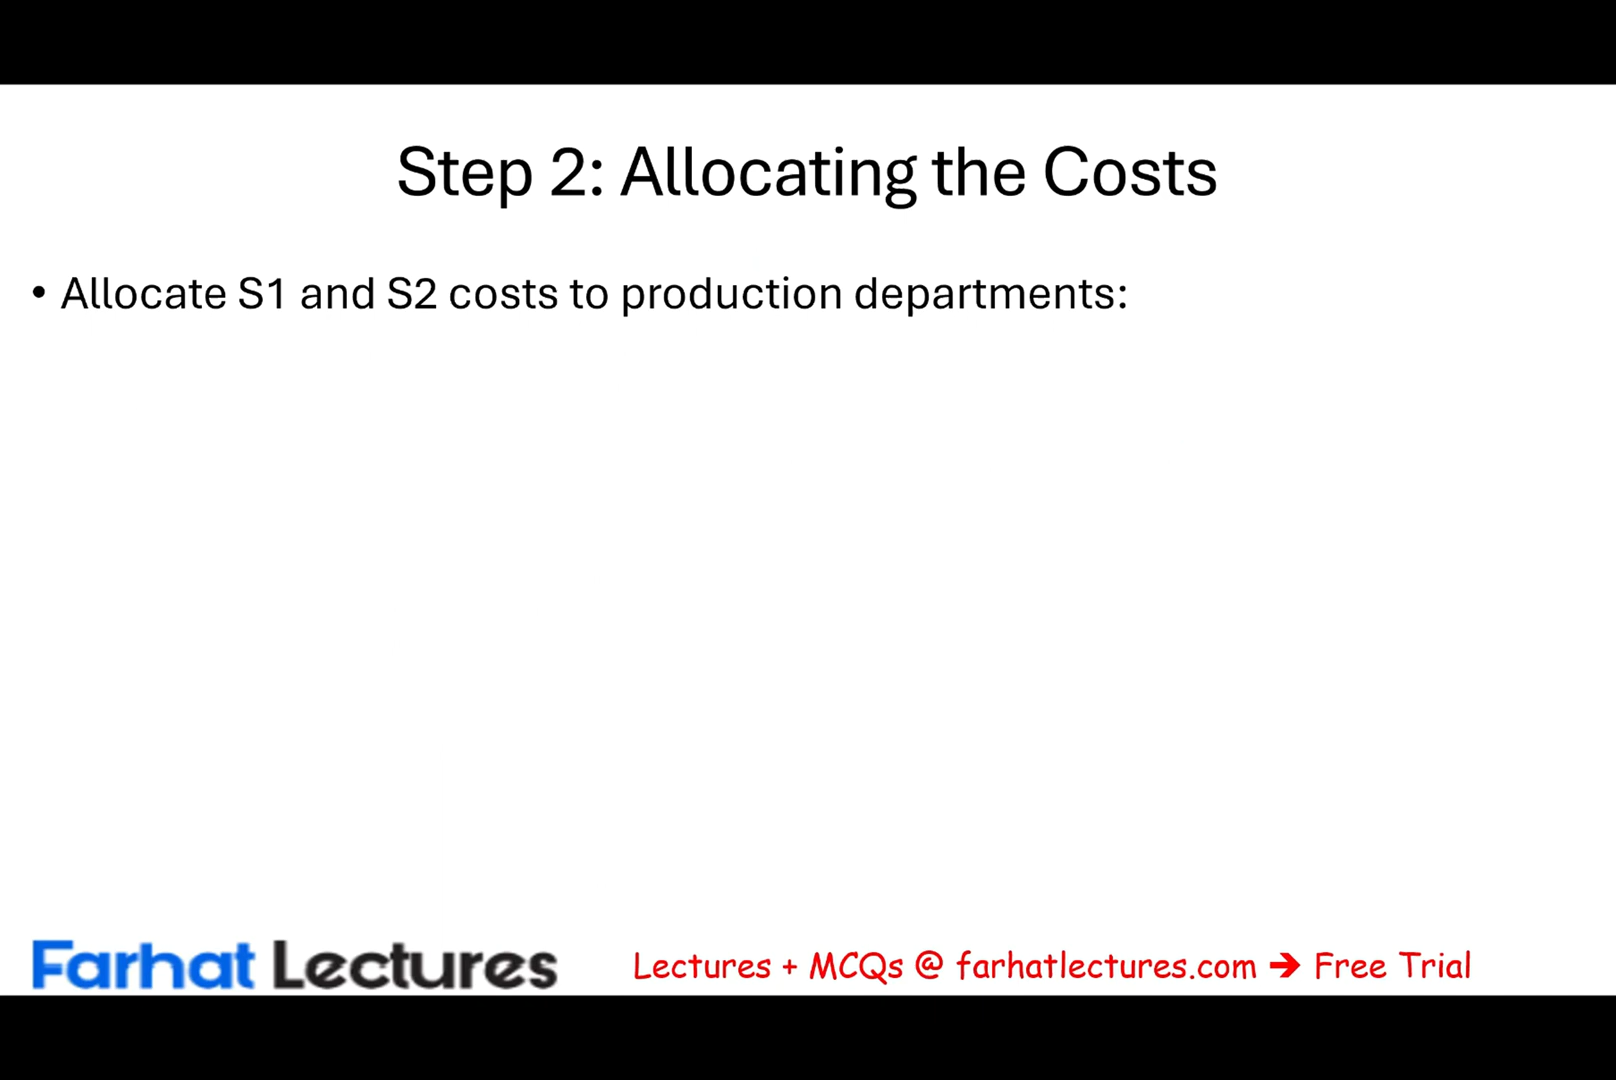 Step 2: Allocating the Costs
• Allocate S1 and S2 costs to production departments:
Farhat Lectures
Lectures + MCQs @ farhatlectures.com ➔ Free Trial